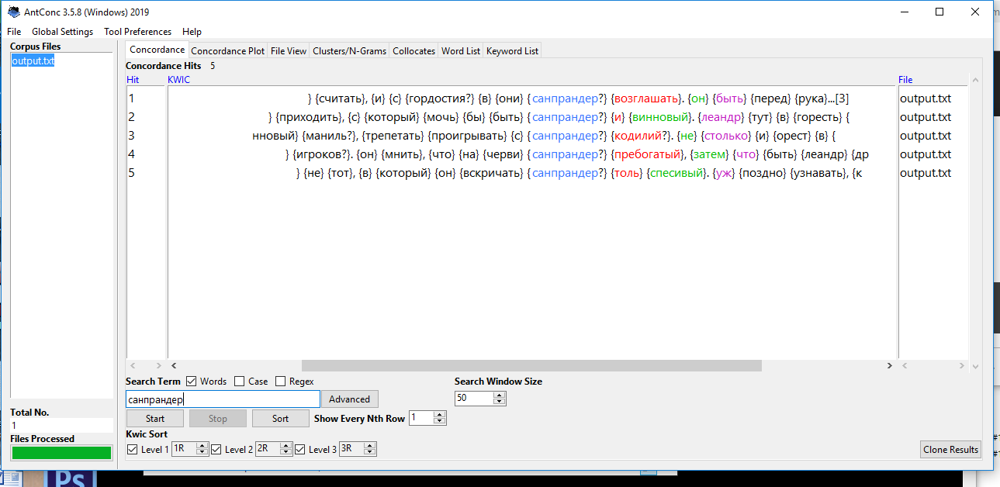 AntConc 3.5.8 (Windows) 2019
File Global Settings Tool Preferences Help
Corpus Files
output.txt
Concordance Concordance Plot File View Clusters/N-Grams Collocates Word List Keyword List
Concordance Hits 5
Hit KWIC File
1 } {считать}, {и} {с} {гордостия?} {в} {они} {санпрандер?} {возглашать}. {он} {быть} {перед} {рука}...[3] output.txt
2 } {приходить}, {с} {который} {мочь} {бы} {быть} {санпрандер?} {и} {винновый}. {леандр} {тут} {в} {горесть} { output.txt
3 нновый} {маниль?}, {трепетать} {проигрывать} {с} {санпрандер?} {кодилий?}. {не} {столько} {и} {орест} {в} { output.txt
4 } {игроков?}. {он} {мнить}, {что} {на} {черви} {санпрандер?} {пребогатый}, {затем} {что} {быть} {леандр} {др output.txt
5 } {не} {тот}, {в} {который} {он} {вскричать} {санпрандер?} {толь} {спесивый}. {уж} {поздно} {узнавать}, {к output.txt
Search Term Words Case Regex Search Window Size
санпрандер Advanced 50
Start Stop Sort Show Every Nth Row 1
Kwic Sort
Level 1 1R Level 2 2R Level 3 3R Clone Results
Total No.
1
Files Processed
Ps